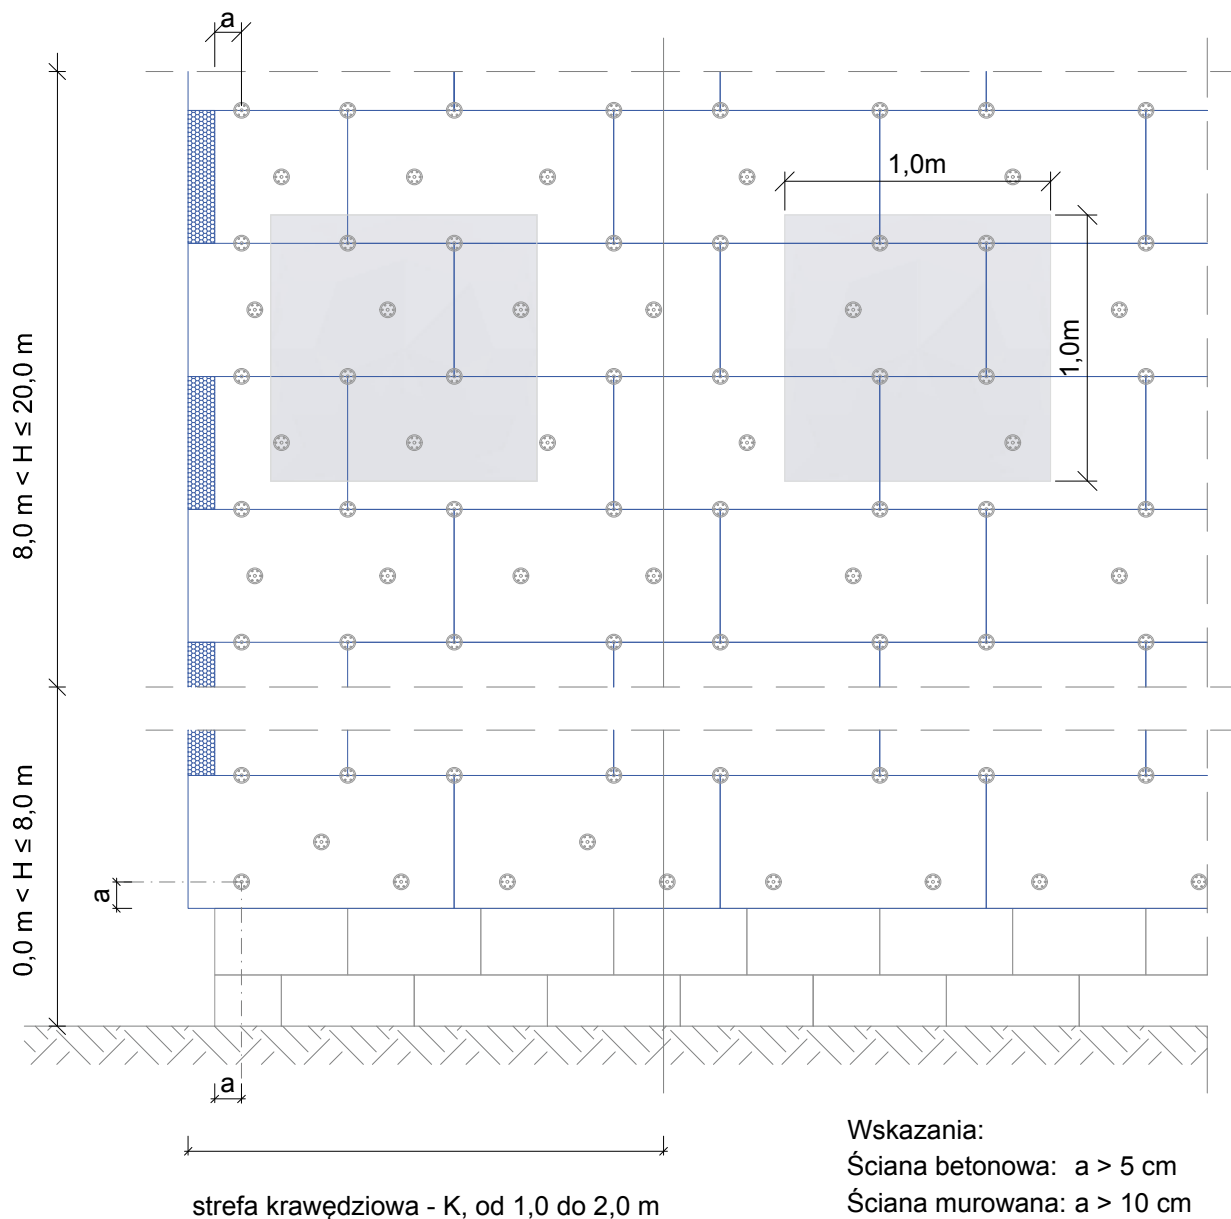 a
1,0m
1,0m
8,0 m < H ≤ 20,0 m
0,0 m < H ≤ 8,0 m
a
a
strefa krawędziowa - K, od 1,0 do 2,0 m
Wskazania:
Ściana betonowa: a > 5 cm
Ściana murowana: a > 10 cm